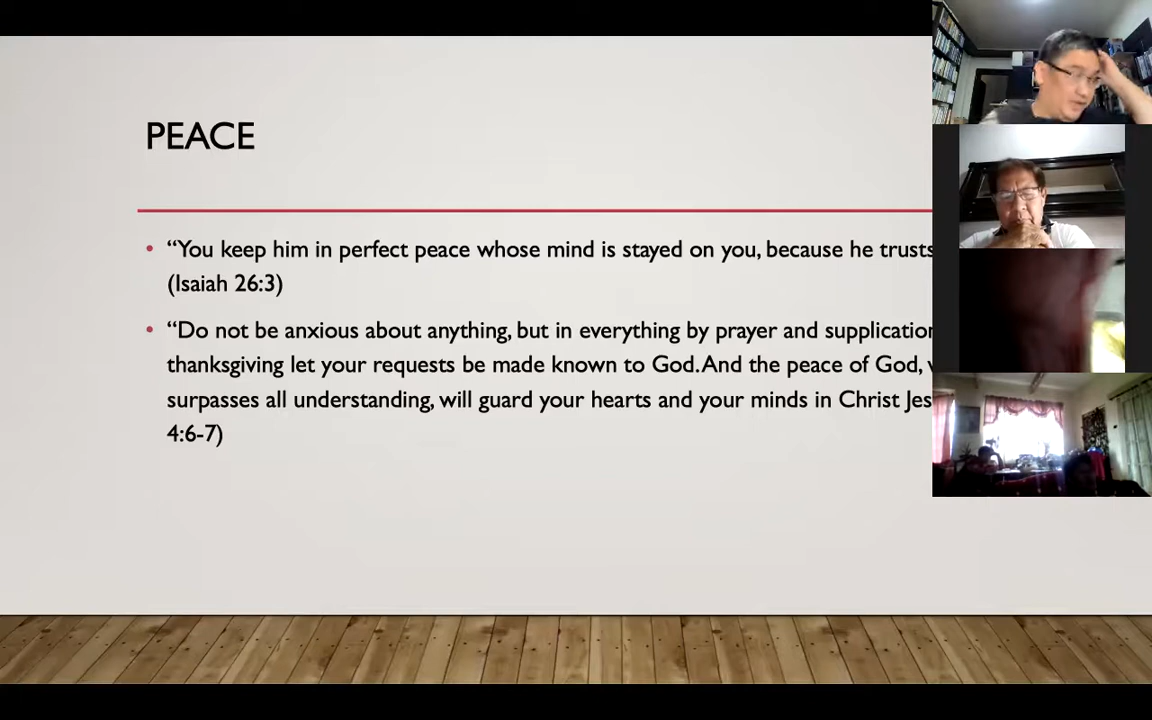 PEACE
• “You keep him in perfect peace whose mind is stayed on you, because he trusts
(Isaiah 26:3)
• “Do not be anxious about anything, but in everything by prayer and supplication
thanksgiving let your requests be made known to God. And the peace of God,
surpasses all understanding, will guard your hearts and your minds in Christ
4:6-7)